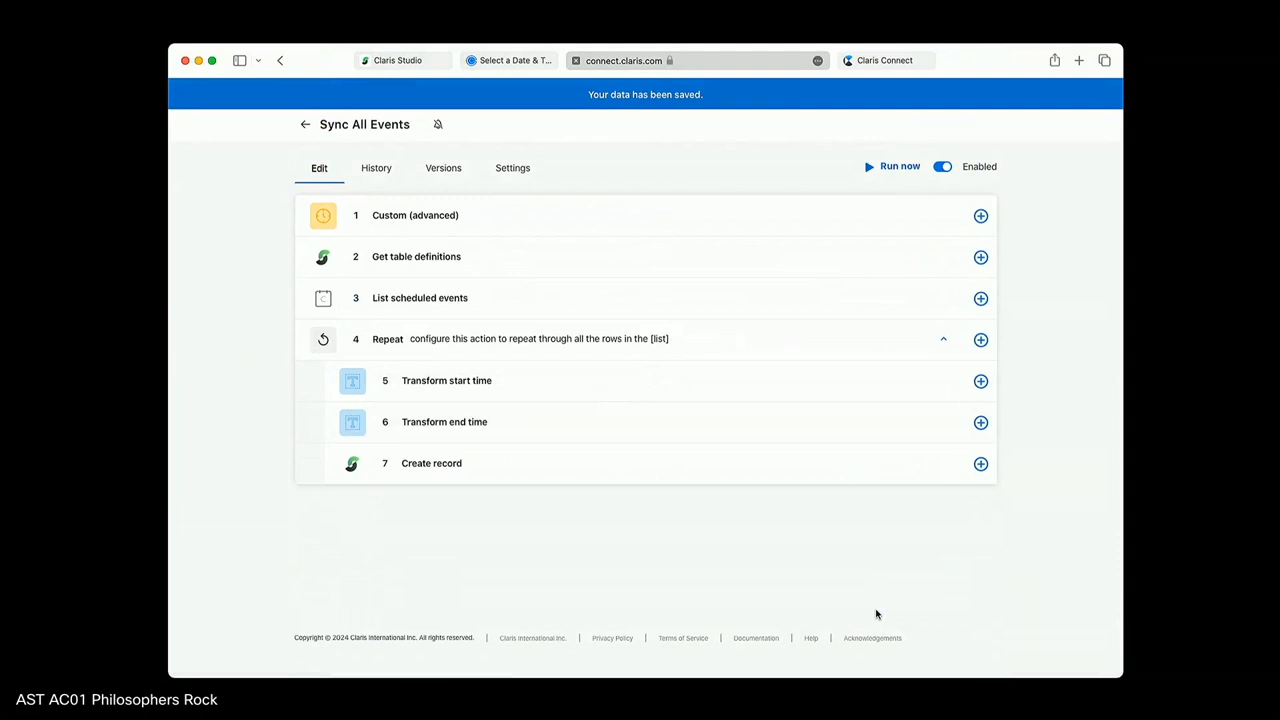 Claris Studio
Select a Date & T...
connect.claris.com
Claris Connect
Your data has been saved.
Sync All Events
Edit
History
Versions
Settings
Run now
Enabled
1 Custom (advanced)
2 Get table definitions
3 List scheduled events
C
4 Repeat configure this action to repeat through all the rows in the [list]
5 Transform start time
6 Transform end time
7 Create record
Copyright © 2024 Claris International Inc. All rights reserved. | Claris International Inc. | Privacy Policy | Terms of Service | Documentation | Help | Acknowledgements
AST AC01 Philosophers Rock